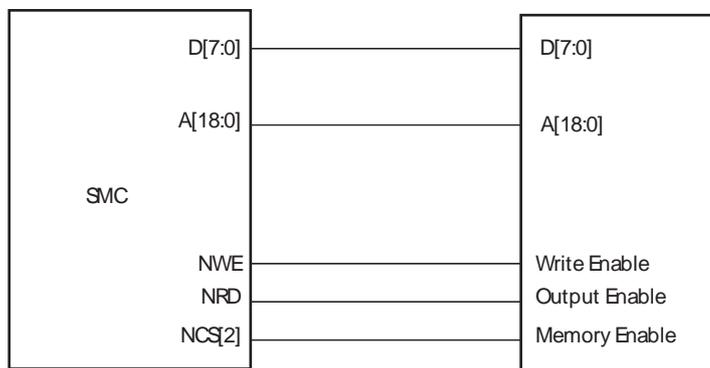 D[7:0] D[7:0]
A[18:0] A[18:0]
SMC
NWE Write Enable
NRD Output Enable
NCS[2] Memory Enable